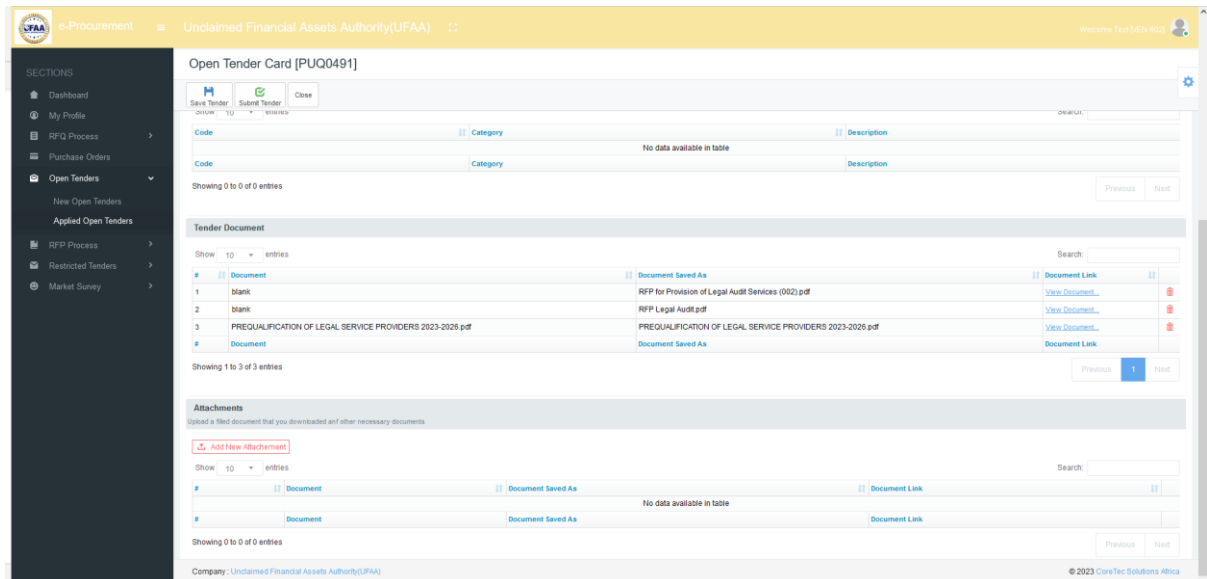 UFAA
e-Procurement
Unclaimed Financial Assets Authority(UFAA)
Welcome Test [VEN 602]
SECTIONS
Dashboard
My Profile
RFQ Process
Purchase Orders
Open Tenders
New Open Tenders
Applied Open Tenders
RFP Process
Restricted Tenders
Market Survey
Open Tender Card [PUQ0491]
Save Tender Submit Tender Close
Show 10 entries Search:
Code Category Description
No data available in table
Code Category Description
Showing 0 to 0 of 0 entries
Previous Next
Tender Document
Show 10 entries Search:
# Document Document Saved As Document Link
1 blank RFP for Provision of Legal Audit Services (002).pdf View Document...
2 blank RFP Legal Audit.pdf View Document...
3 PREQUALIFICATION OF LEGAL SERVICE PROVIDERS 2023-2026.pdf PREQUALIFICATION OF LEGAL SERVICE PROVIDERS 2023-2026.pdf View Document...
# Document Document Saved As Document Link
Showing 1 to 3 of 3 entries
Previous 1 Next
Attachments
Upload a filled document that you downloaded anf other necessary documents
Add New Attachement
Show 10 entries Search:
# Document Document Saved As Document Link
No data available in table
# Document Document Saved As Document Link
Showing 0 to 0 of 0 entries
Previous Next
Company : Unclaimed Financial Assets Authority(UFAA) © 2023 CoreTec Solutions Africa